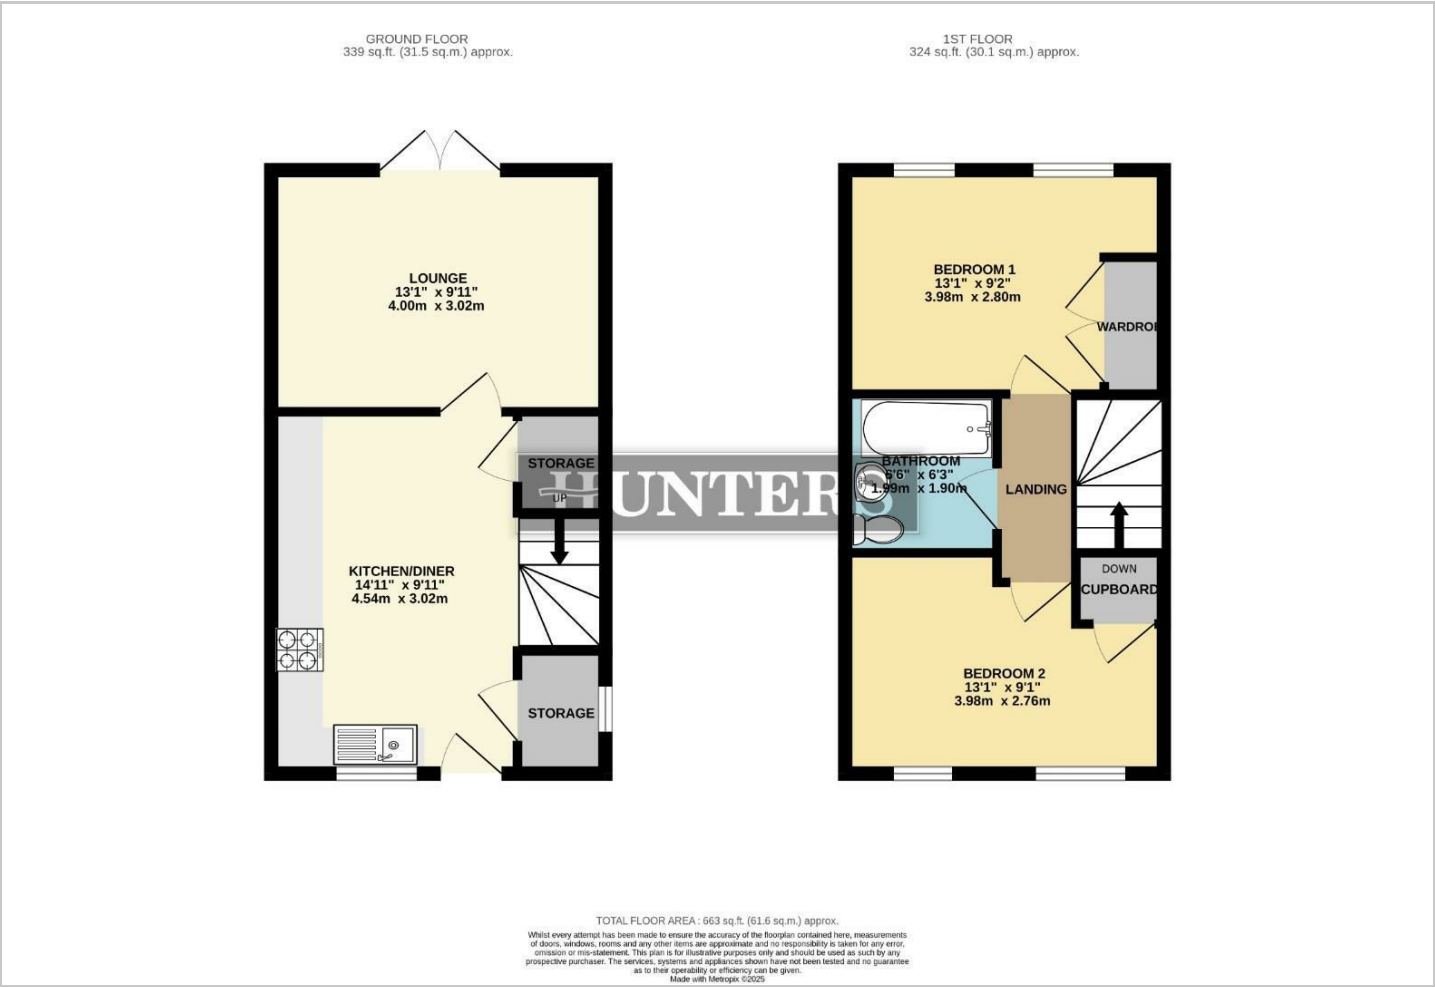 GROUND FLOOR
339 sq.ft. (31.5 sq.m.) approx.
1ST FLOOR
324 sq.ft. (30.1 sq.m.) approx.
LOUNGE
13'1" x 9'11"
4.00m x 3.02m
STORAGE
UP
KITCHEN/DINER
14'11" x 9'11"
4.54m x 3.02m
STORAGE
HUNTERS
BEDROOM 1
13'1" x 9'2"
3.98m x 2.80m
WARDROB
BATHROOM
6'6" x 6'3"
1.99m x 1.90m
LANDING
DOWN
CUPBOARD
BEDROOM 2
13'1" x 9'1"
3.98m x 2.76m
TOTAL FLOOR AREA : 663 sq.ft. (61.6 sq.m.) approx.
Whilst every attempt has been made to ensure the accuracy of the floorplan contained here, measurements
of doors, windows, rooms and any other items are approximate and no responsibility is taken for any error,
omission or mis-statement. This plan is for illustrative purposes only and should be used as such by any
prospective purchaser. The services, systems and appliances shown have not been tested and no guarantee
as to their operability or efficiency can be given.
Made with Metropix ©2025